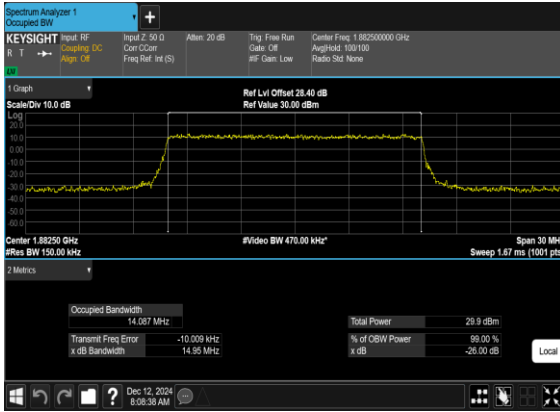 Spectrum Analyzer 1
Occupied BW
KEYSIGHT
R T
LW
Input: RF
Coupling: DC
Align: Off
Input Z: 50 Ω
Corr CCorr
Freq Ref: Int (S)
Atten: 20 dB
Trig: Free Run
Gate: Off
#IF Gain: Low
Center Freq: 1.882500000 GHz
Avg|Hold: 100/100
Radio Std: None
1 Graph
Scale/Div 10.0 dB
Ref Lvl Offset 28.40 dB
Ref Value 30.00 dBm
Log
20.0
10.0
0.00
-10.0
-20.0
-30.0
-40.0
-50.0
-60.0
Center 1.88250 GHz
#Res BW 150.00 kHz
#Video BW 470.00 kHz*
Span 30 MH
Sweep 1.67 ms (1001 pts
2 Metrics
Occupied Bandwidth
14.087 MHz
Transmit Freq Error -10.009 kHz
x dB Bandwidth 14.95 MHz
Total Power 29.9 dBm
% of OBW Power 99.00 %
x dB -26.00 dB
Local
?
Dec 12, 2024
8:08:38 AM